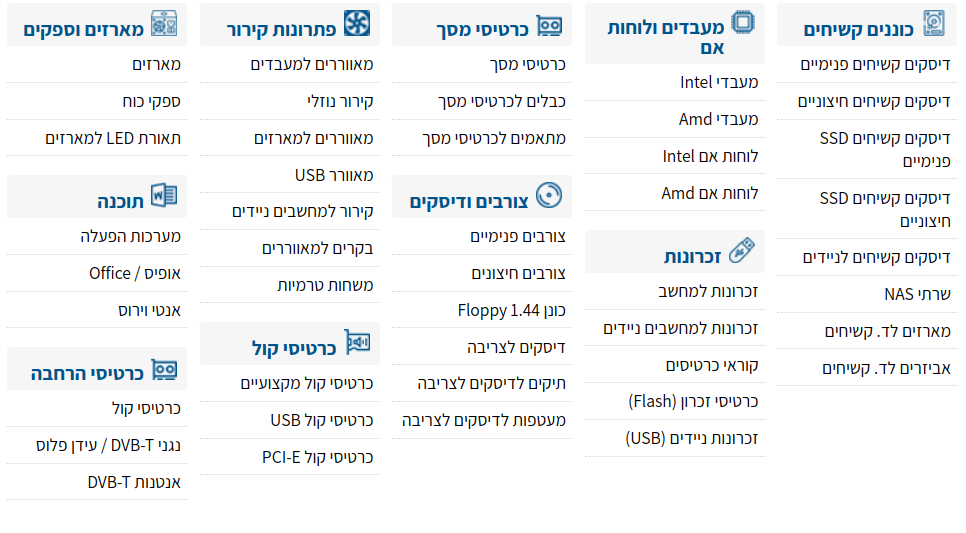 כוננים קשיחים
דיסקים קשיחים פנימיים
דיסקים קשיחים חיצוניים
דיסקים קשיחים SSD
פנימיים
דיסקים קשיחים SSD
חיצוניים
דיסקים קשיחים לניידים
שרתי NAS
מארזים לד. קשיחים
אביזרים לד. קשיחים
מעבדים ולוחות
אם
מעבדי Intel
מעבדי Amd
לוחות אם Intel
לוחות אם Amd
זכרונות
זכרונות למחשב
זכרונות למחשבים ניידים
קוראי כרטיסים
כרטיסי זכרון (Flash)
זכרונות ניידים (USB)
כרטיסי מסך
כרטיסי מסך
כבלים לכרטיסי מסך
מתאמים לכרטיסי מסך
צורבים ודיסקים
צורבים פנימיים
צורבים חיצונים
כונן Floppy 1.44
דיסקים לצריבה
תיקים לדיסקים לצריבה
מעטפות לדיסקים לצריבה
פתרונות קירור
מאווררים למעבדים
קירור נוזלי
מאווררים למארזים
מאוורר USB
קירור למחשבים ניידים
בקרים למאווררים
משחות טרמיות
כרטיסי קול
כרטיסי קול מקצועיים
כרטיסי קול USB
כרטיסי קול PCI-E
מארזים וספקים
מארזים
ספקי כוח
תאורת LED למארזים
תוכנה
מערכות הפעלה
אופיס / Office
אנטי וירוס
כרטיסי הרחבה
כרטיסי קול
נגני DVB-T / עידן פלוס
אנטנות DVB-T